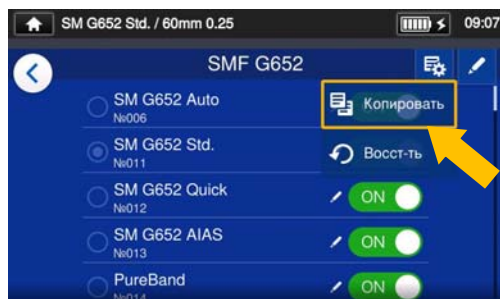 SM G652 Std. / 60mm 0.25
09:07
SMF G652
SM G652 Auto
№006
Копировать
SM G652 Std.
№011
Восст-ть
SM G652 Quick
№012
ON
SM G652 AIAS
№013
ON
PureBand
№014
ON